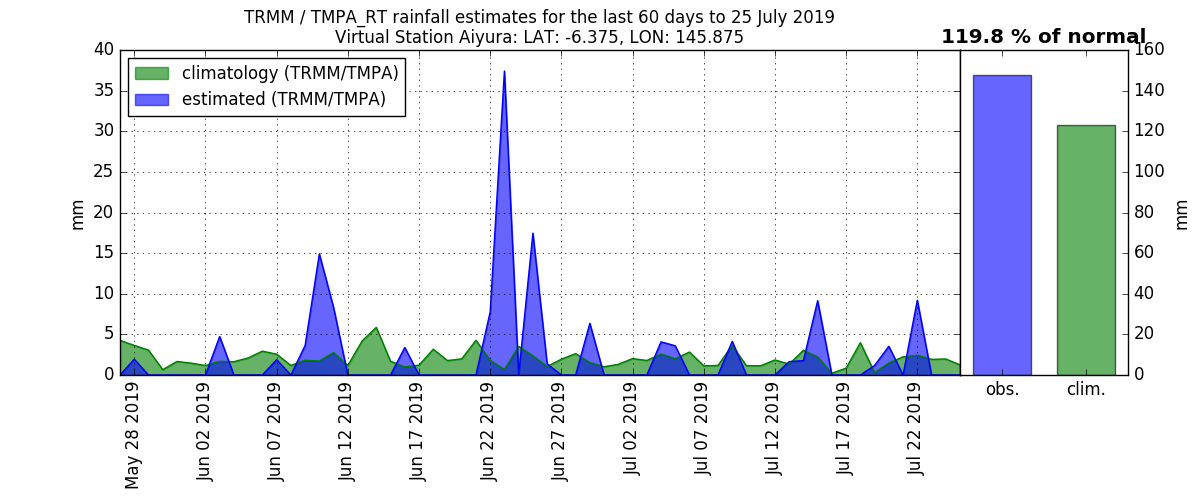 TRMM / TMPA_RT rainfall estimates for the last 60 days to 25 July 2019
Virtual Station Aiyura: LAT: -6.375, LON: 145.875
119.8 % of normal
climatology (TRMM/TMPA)
estimated (TRMM/TMPA)
40
35
30
25
20
15
10
5
0
mm
160
140
120
100
80
60
40
20
0
mm
May 28 2019
Jun 02 2019
Jun 07 2019
Jun 12 2019
Jun 17 2019
Jun 22 2019
Jun 27 2019
Jul 02 2019
Jul 07 2019
Jul 12 2019
Jul 17 2019
Jul 22 2019
obs.
clim.